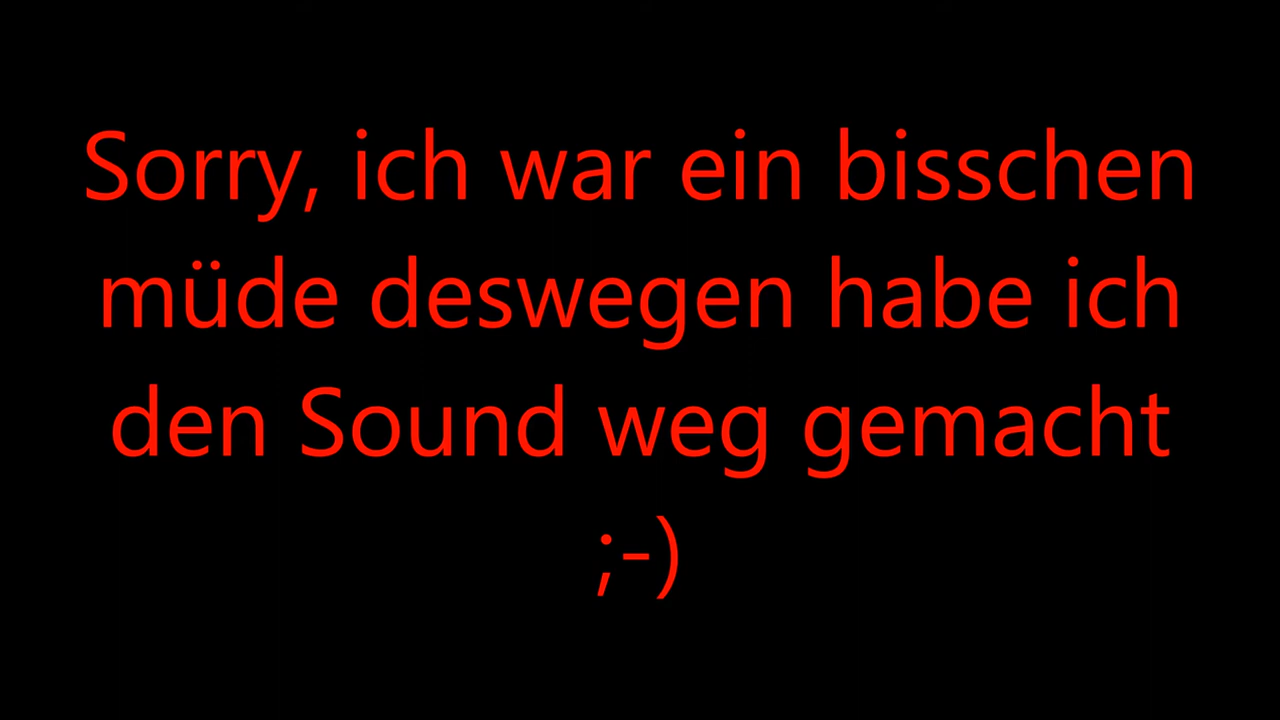 Sorry, ich war ein bisschen
müde deswegen habe ich
den Sound weg gemacht
;-)